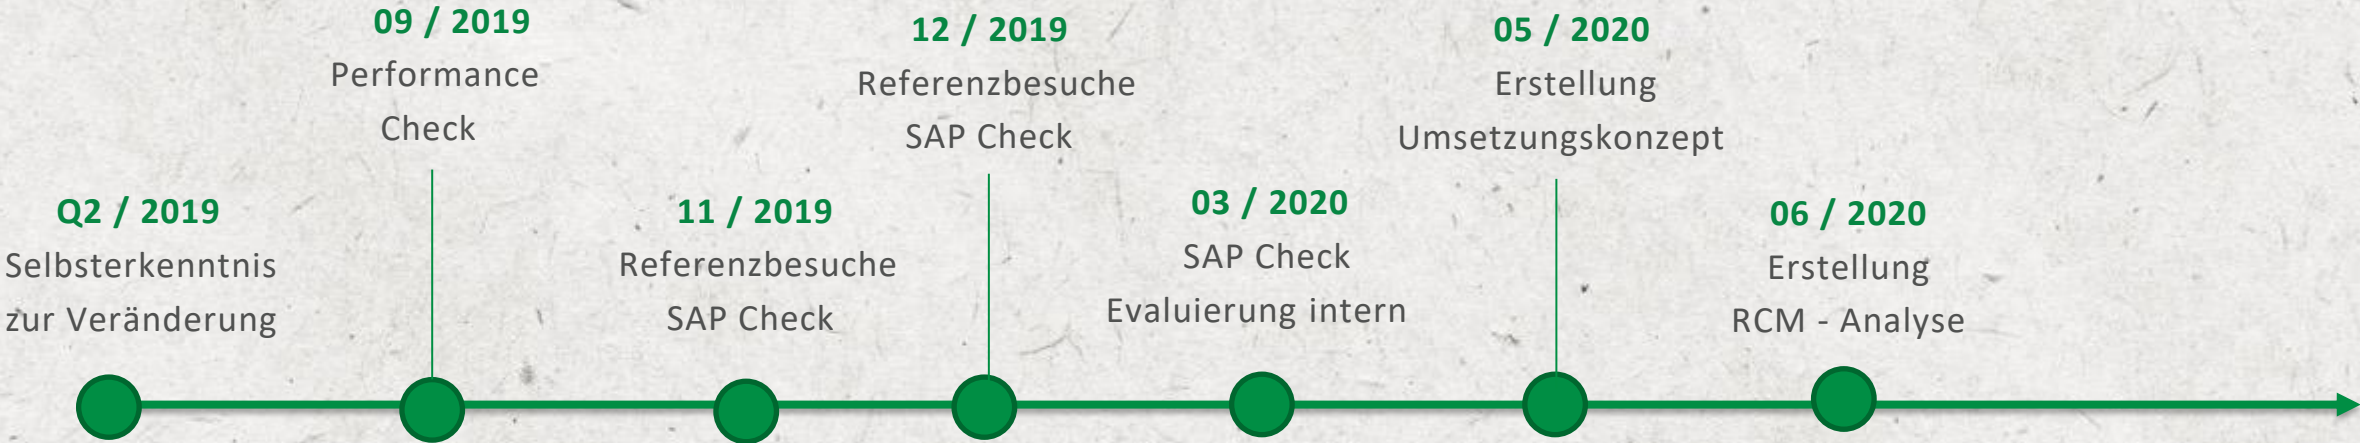 Q2 / 2019
Selbsterkenntnis
zur Veränderung
09 / 2019
Performance
Check
11 / 2019
Referenzbesuche
SAP Check
12 / 2019
Referenzbesuche
SAP Check
03 / 2020
SAP Check
Evaluierung intern
05 / 2020
Erstellung
Umsetzungskonzept
06 / 2020
Erstellung
RCM - Analyse